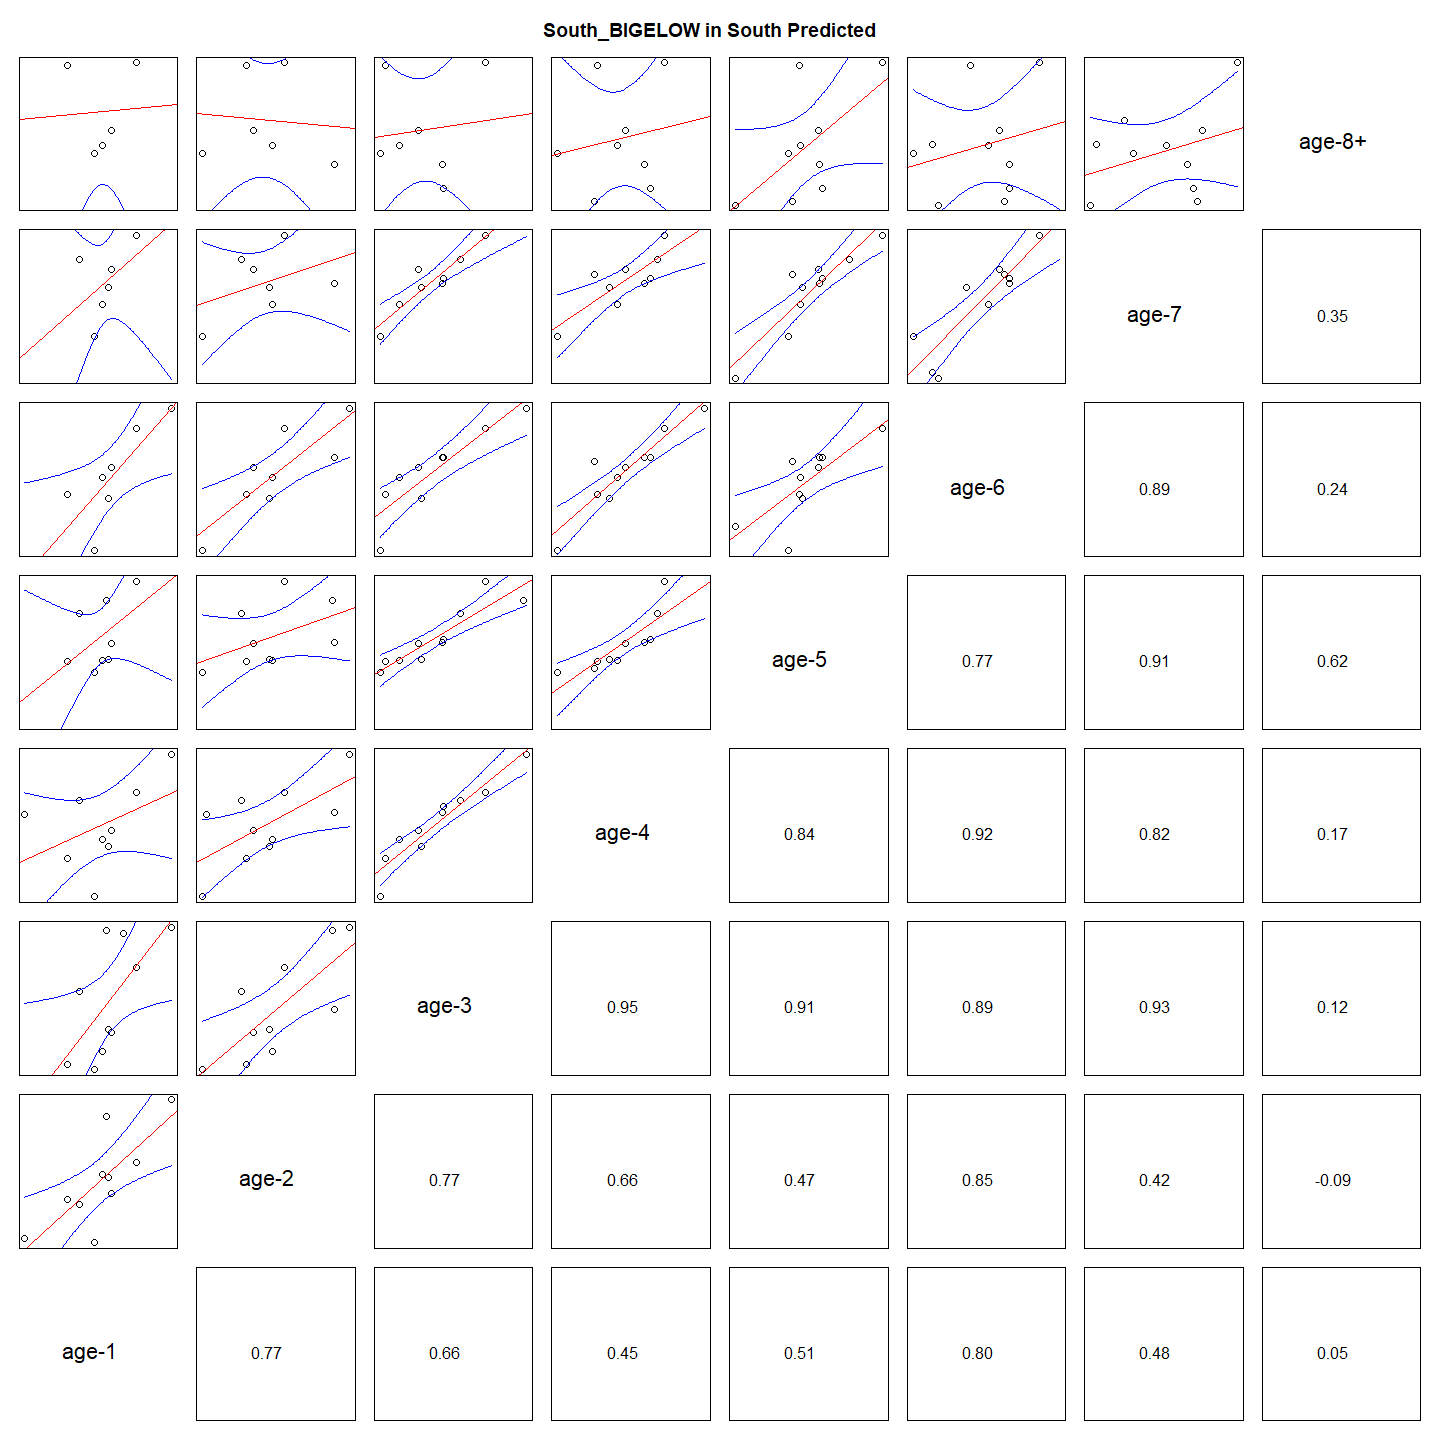 South_BIGELOW in South Predicted
age-8+
age-7 0.35
age-6 0.89 0.24
age-5 0.77 0.91 0.62
age-4 0.84 0.92 0.82 0.17
age-3 0.95 0.91 0.89 0.93 0.12
age-2 0.77 0.66 0.47 0.85 0.42 -0.09
age-1 0.77 0.66 0.45 0.51 0.80 0.48 0.05